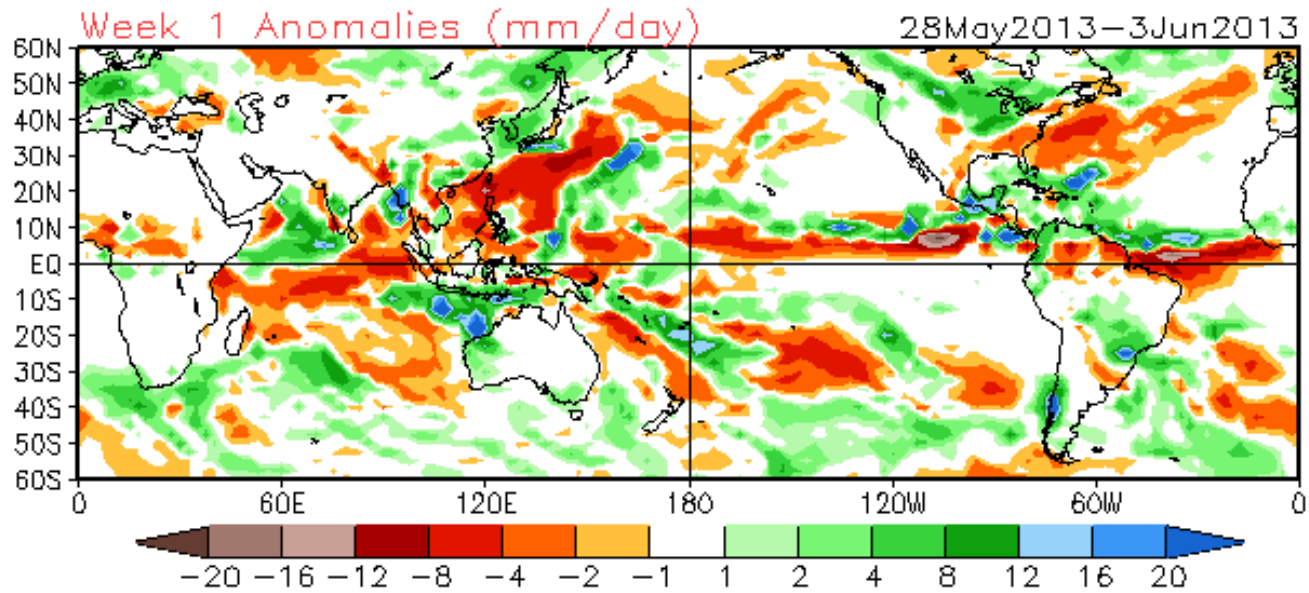 Week 1 Anomalies (mm/day) 28May2013−3Jun2013
60N
50N
40N
30N
20N
10N
EQ
10S
20S
30S
40S
50S
60S
0 60E 120E 180 120W 60W 0
−20 −16 −12 −8 −4 −2 −1 1 2 4 8 12 16 20